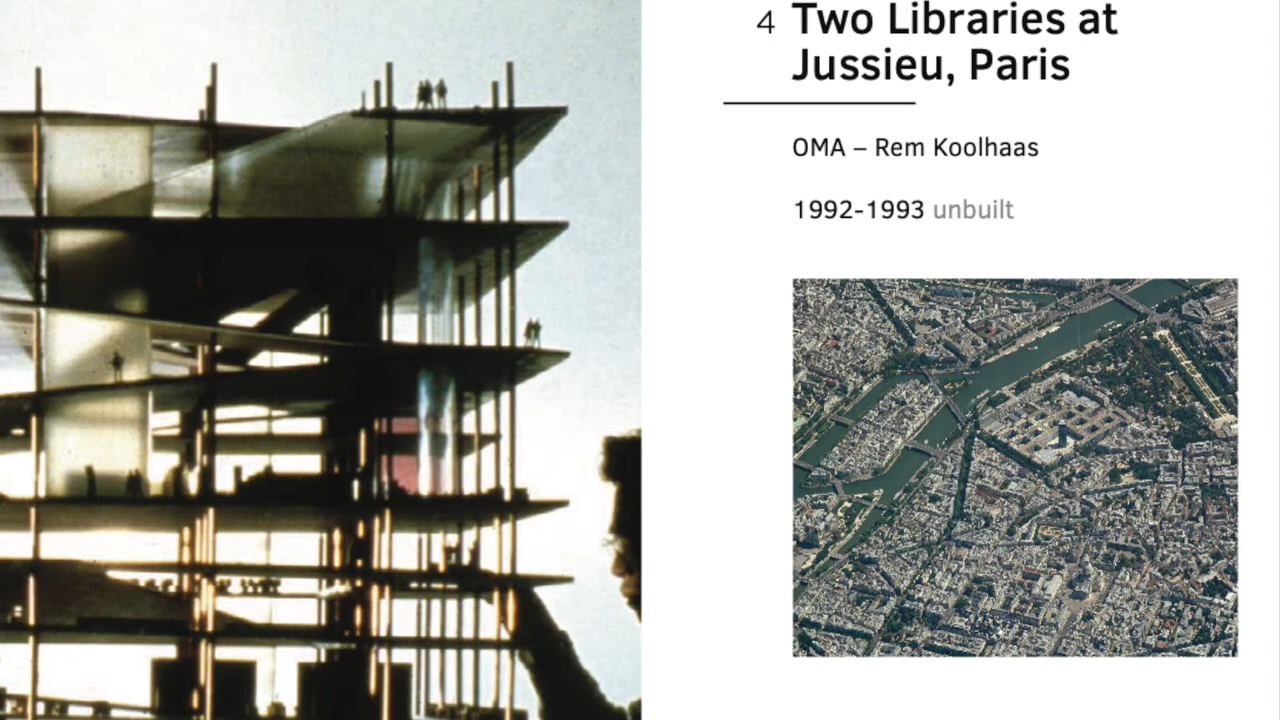 4 Two Libraries at
Jussieu, Paris
OMA – Rem Koolhaas
1992-1993 unbuilt